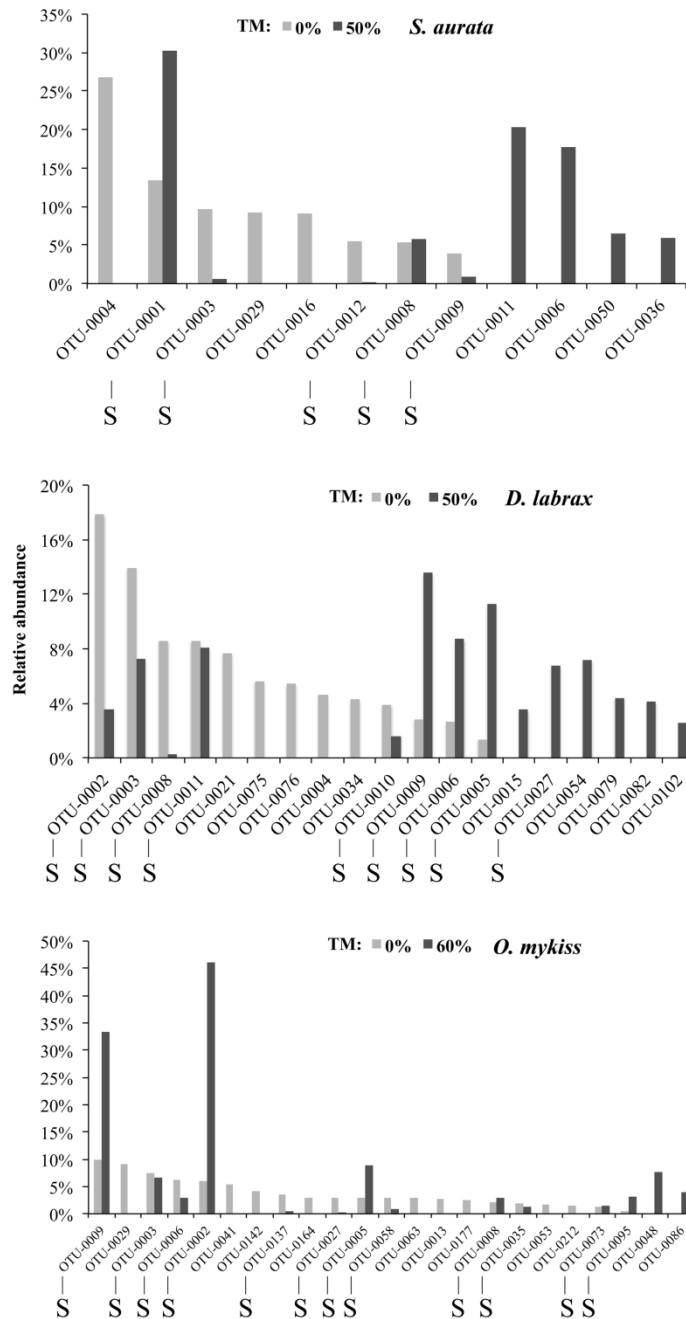 TM: 0% 50% S. aurata
35%
30%
25%
20%
15%
10%
5%
0%
OTU-0004
OTU-0001
OTU-0003
OTU-0029
OTU-0016
OTU-0012
OTU-0008
OTU-0009
OTU-0011
OTU-0006
OTU-0050
OTU-0036
S S S S S
TM: 0% 50% D. labrax
Relative abundance
20%
16%
12%
8%
4%
0%
OTU-0002
OTU-0003
OTU-0008
OTU-0011
OTU-0021
OTU-0075
OTU-0076
OTU-0004
OTU-0034
OTU-0010
OTU-0009
OTU-0006
OTU-0005
OTU-0015
OTU-0027
OTU-0054
OTU-0079
OTU-0082
OTU-0102
S S S S S S S S S
TM: 0% 60% O. mykiss
50%
45%
40%
35%
30%
25%
20%
15%
10%
5%
0%
OTU-0009
OTU-0029
OTU-0003
OTU-0006
OTU-0002
OTU-0041
OTU-0142
OTU-0137
OTU-0164
OTU-0027
OTU-0005
OTU-0058
OTU-0063
OTU-0013
OTU-0177
OTU-0008
OTU-0035
OTU-0053
OTU-0212
OTU-0073
OTU-0095
OTU-0048
OTU-0086
S S S S S S S S S S S S